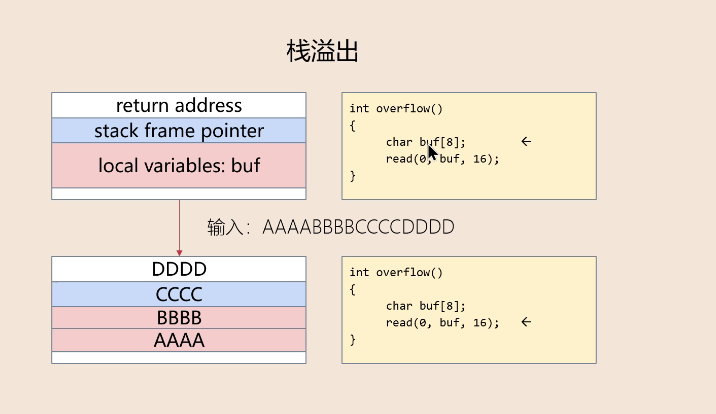 栈溢出
return address
stack frame pointer
local variables: buf
int overflow()
{
char buf[8]; ←
read(0, buf, 16);
}
输入：AAAABBBBCCCCDDDD
DDDD
CCCC
BBBB
AAAA
int overflow()
{
char buf[8];
read(0, buf, 16); ←
}